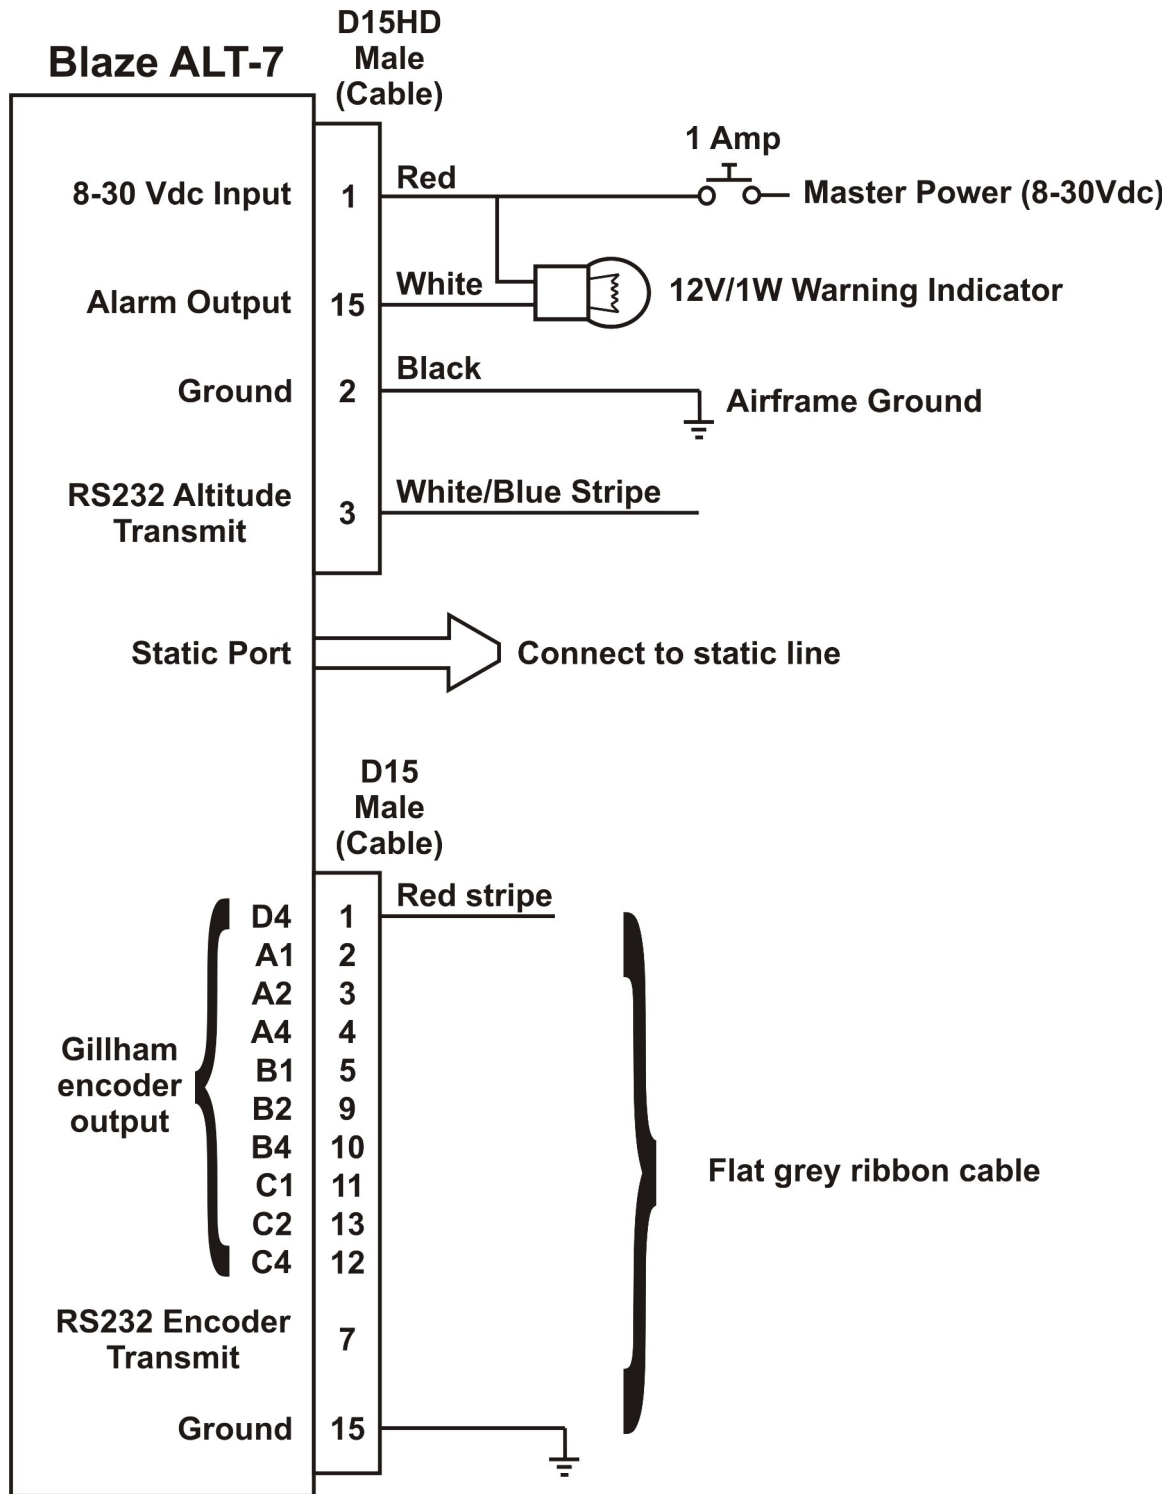 Blaze ALT-7
D15HD
Male
(Cable)
8-30 Vdc Input
1
Red
1 Amp
Master Power (8-30Vdc)
Alarm Output
15
White
12V/1W Warning Indicator
Ground
2
Black
Airframe Ground
RS232 Altitude
Transmit
3
White/Blue Stripe
Static Port
Connect to static line
D15
Male
(Cable)
Gillham
encoder
output
D4 1 Red stripe
A1 2
A2 3
A4 4
B1 5
B2 9
B4 10
C1 11
C2 13
C4 12
Flat grey ribbon cable
RS232 Encoder
Transmit
7
Ground 15